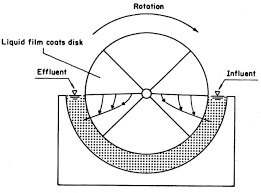 Rotation
Liquid film coats disk
Effluent
Influent